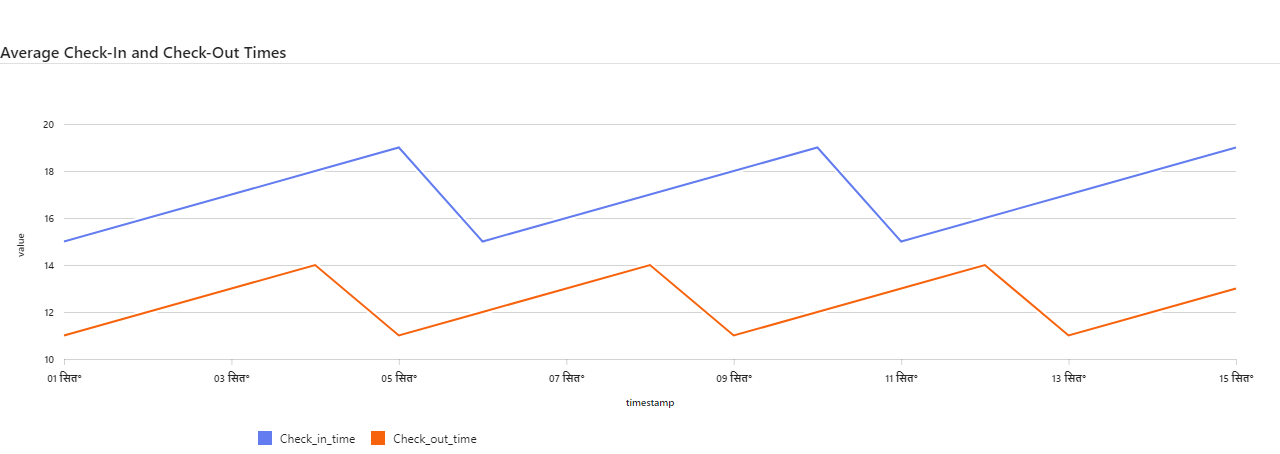 Average Check-In and Check-Out Times
20
18
16
14
12
10
value
01 सित॰ 03 सित॰ 05 सित॰ 07 सित॰ 09 सित॰ 11 सित॰ 13 सित॰ 15 सित॰
timestamp
Check_in_time Check_out_time